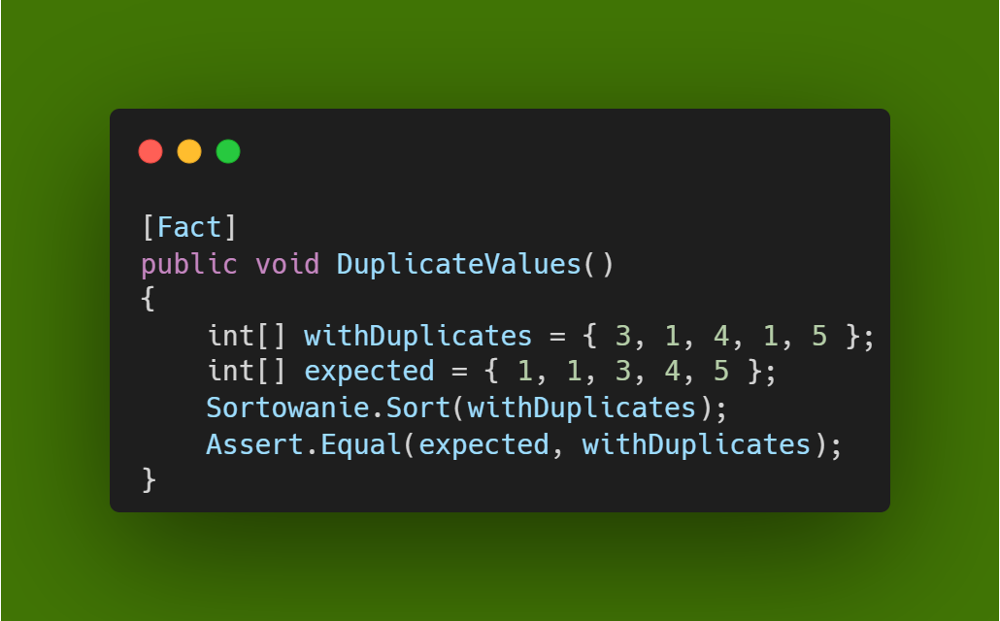 [Fact]
public void DuplicateValues()
{
    int[] withDuplicates = { 3, 1, 4, 1, 5 };
    int[] expected = { 1, 1, 3, 4, 5 };
    Sortowanie.Sort(withDuplicates);
    Assert.Equal(expected, withDuplicates);
}